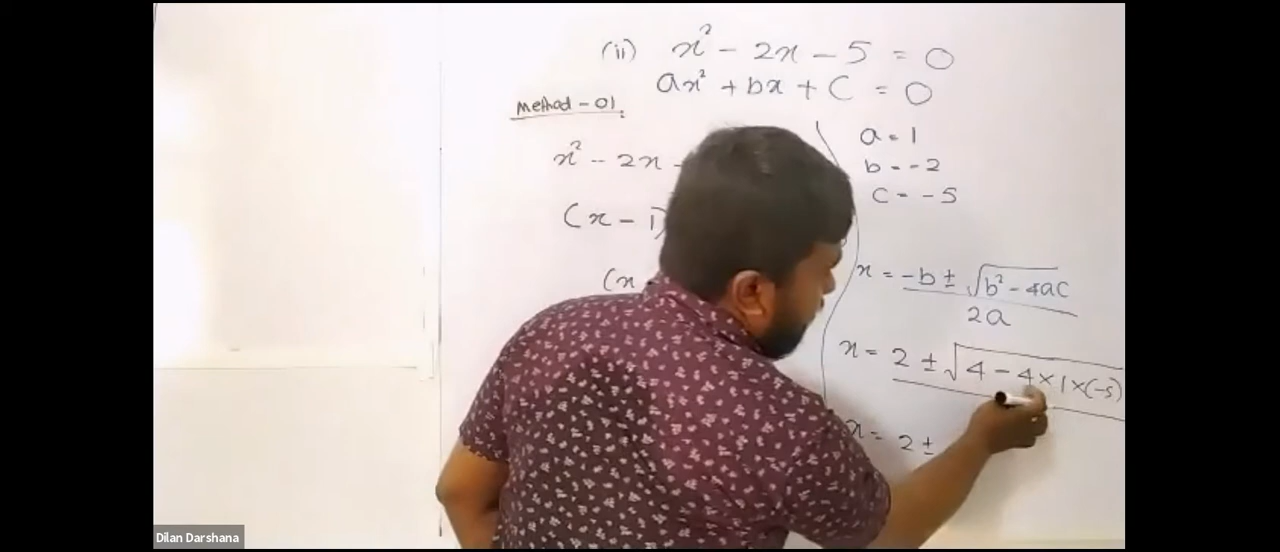 (ii) x² - 2x - 5 = 0
ax² + bx + C = 0
Method - 01
x² - 2x -
(x - 1)
(x
a = 1
b = -2
C = -5
x = -b ± √b² - 4aC
2a
x = 2 ± √4 - 4×1×(-5)
x = 2 ±
Dilan Darshana